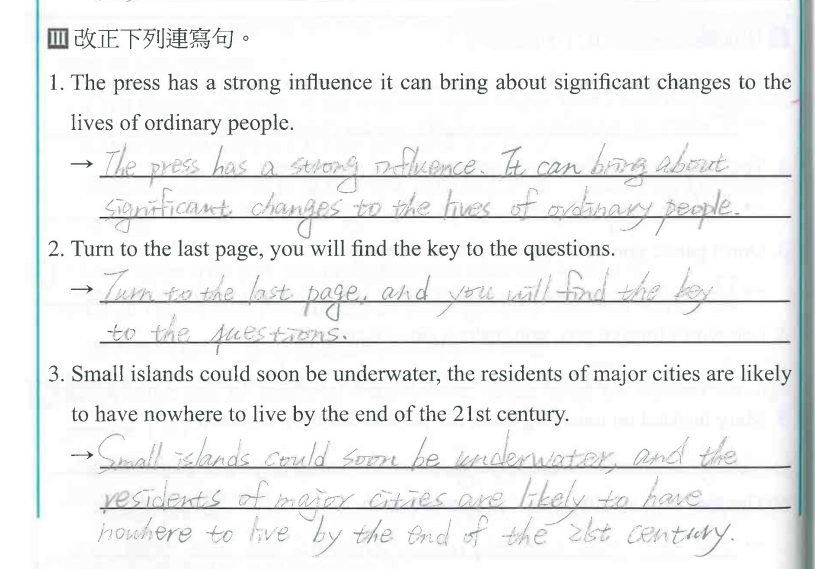 III 改正下列連寫句。
1. The press has a strong influence it can bring about significant changes to the
lives of ordinary people.
→ The press has a strong influence. It can bring about
significant changes to the lives of ordinary people.
2. Turn to the last page, you will find the key to the questions.
→ Turn to the last page, and you will find the key
to the questions.
3. Small islands could soon be underwater, the residents of major cities are likely
to have nowhere to live by the end of the 21st century.
→ Small islands could soon be underwater, and the
residents of major cities are likely to have
nowhere to live by the end of the 21st century.